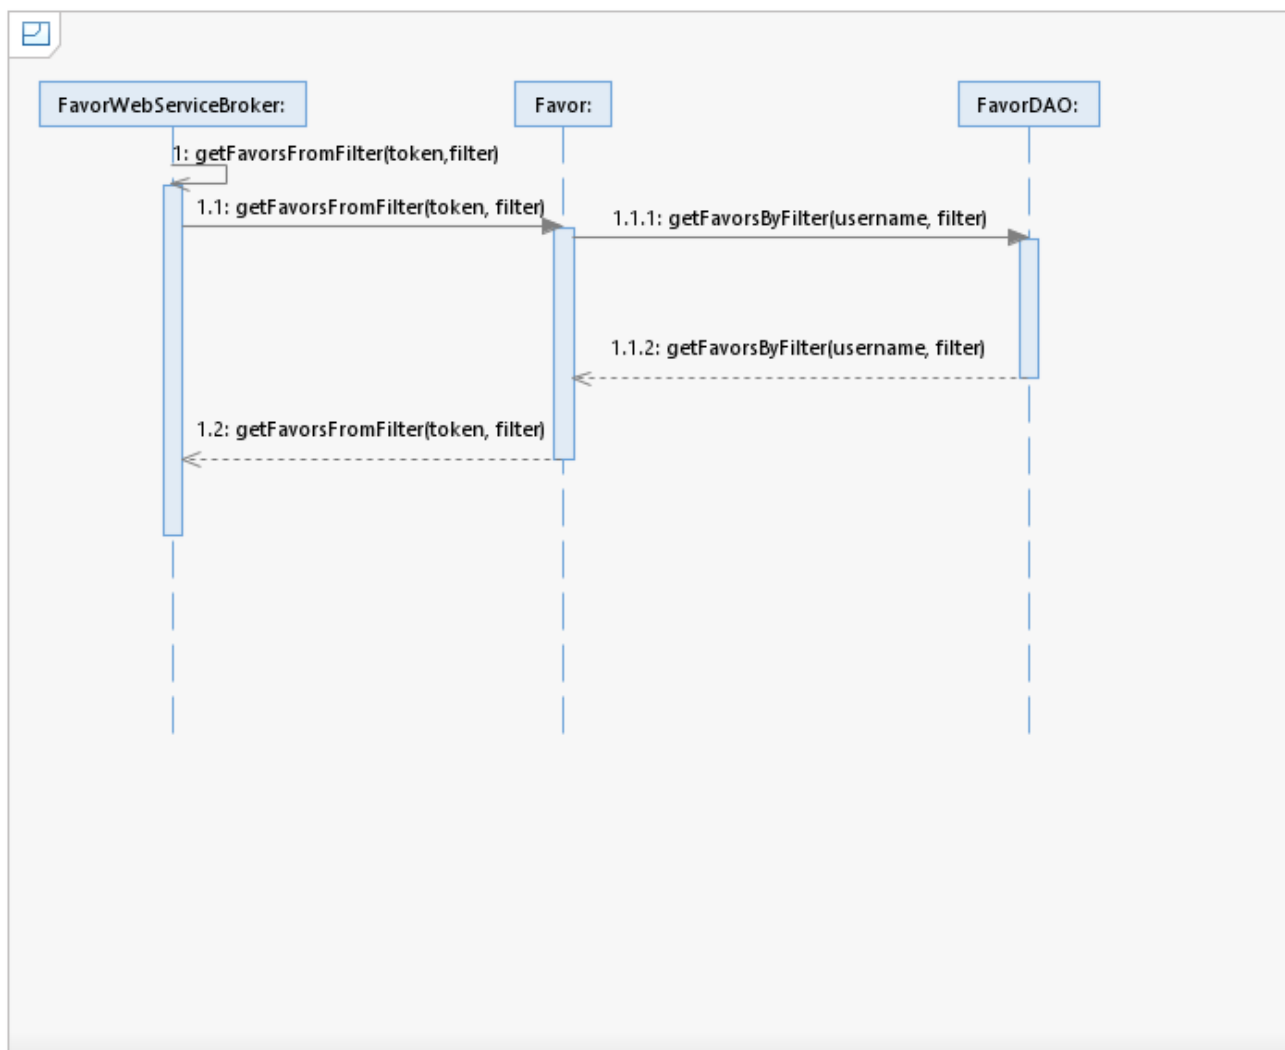 FavorWebServiceBroker:
Favor:
FavorDAO:
1: getFavorsFromFilter(token,filter)
1.1: getFavorsFromFilter(token, filter)
1.1.1: getFavorsByFilter(username, filter)
1.1.2: getFavorsByFilter(username, filter)
1.2: getFavorsFromFilter(token, filter)